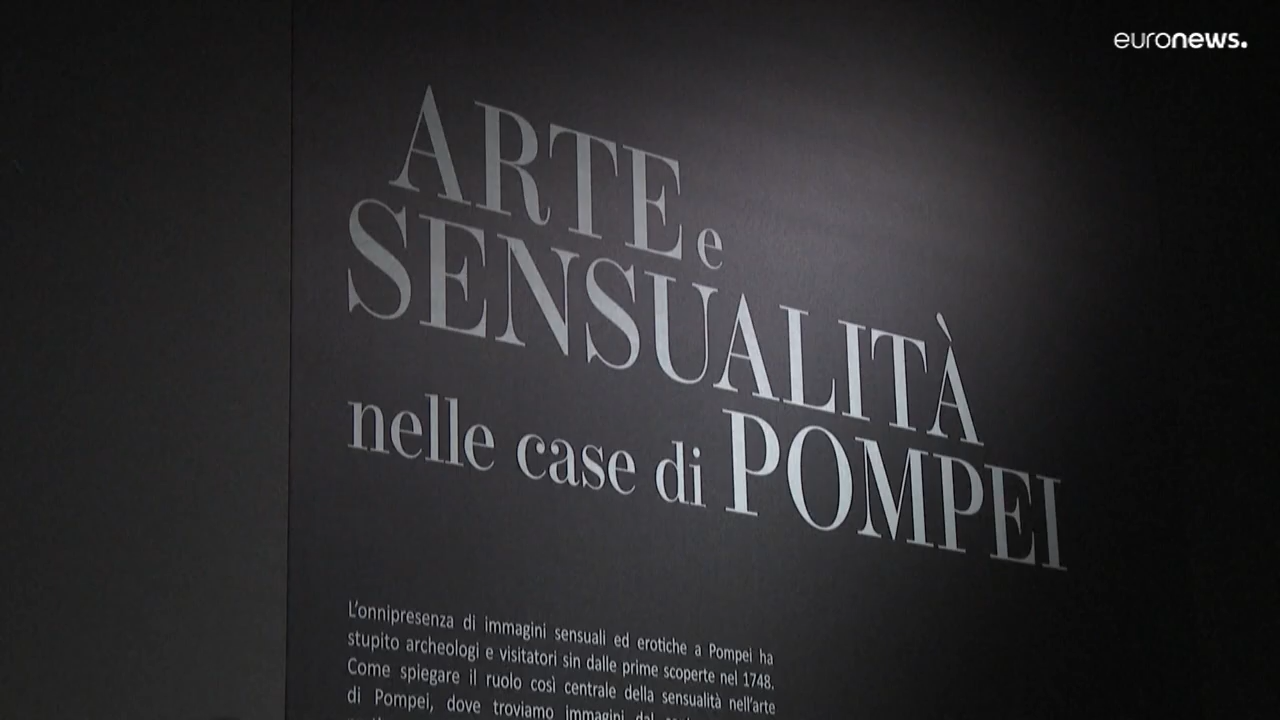 euronews.
ARTE e
SENSUALITÀ
nelle case di POMPEI
L'onnipresenza di immagini sensuali ed erotiche a Pompei ha
stupito archeologi e visitatori sin dalle prime scoperte nel 1748.
Come spiegare il ruolo così centrale della sensualità nell'arte
di Pompei, dove troviamo immagini dal